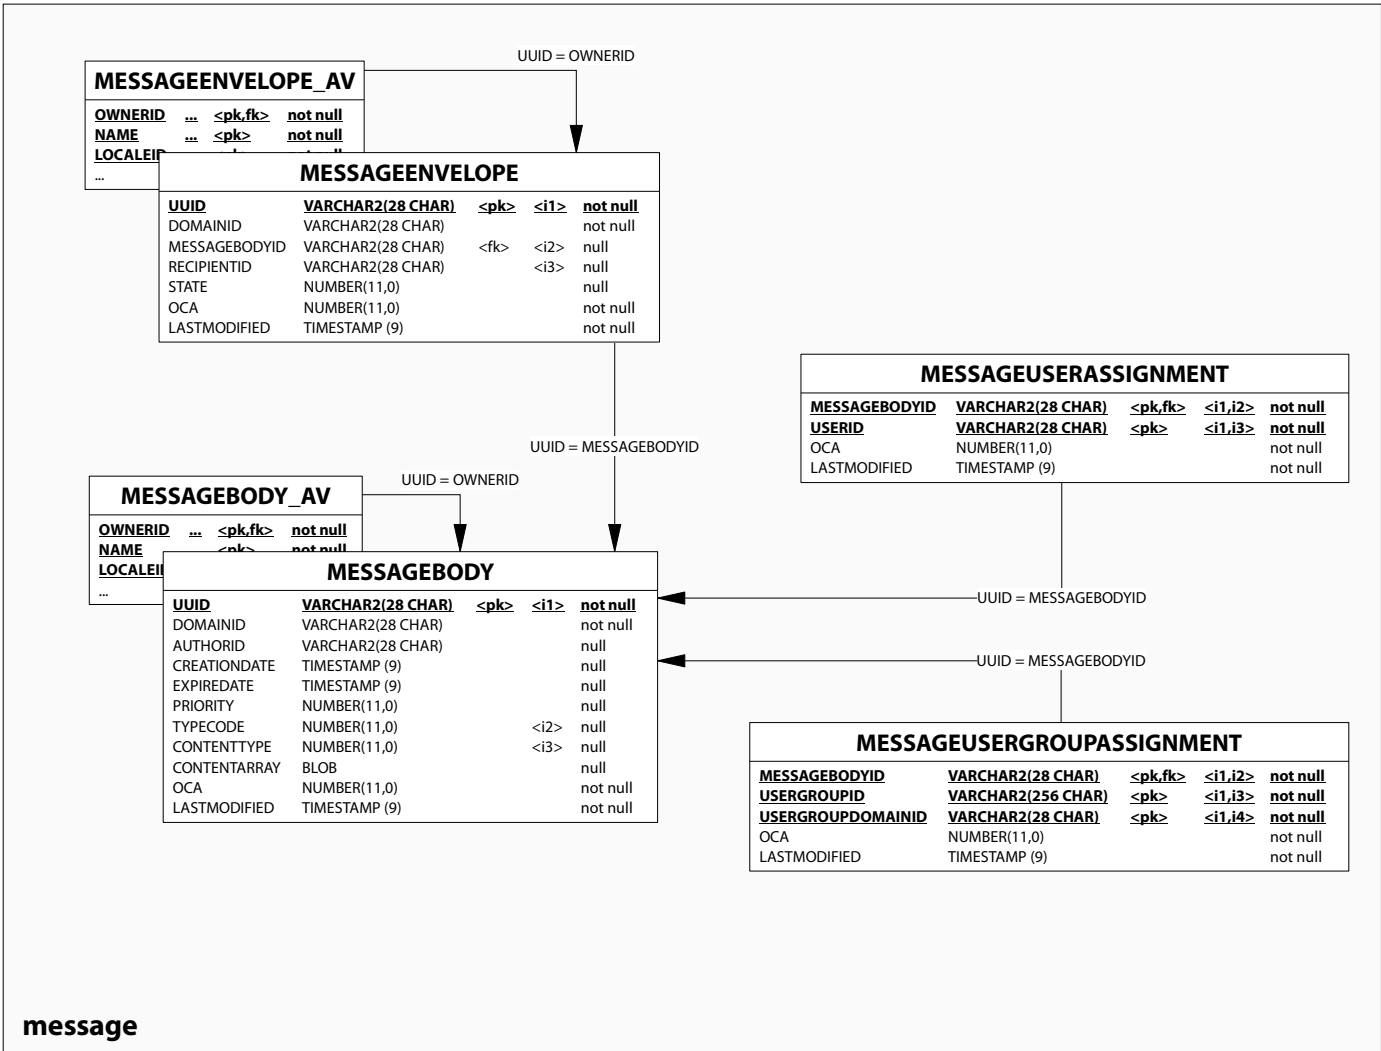 UUID = OWNERID
MESSAGEENVELOPE_AV
OWNERID ... <pk,fk> not null
NAME ... <pk> not null
LOCALEID
...
MESSAGEENVELOPE
UUID VARCHAR2(28 CHAR) <pk> <i1> not null
DOMAINID VARCHAR2(28 CHAR) not null
MESSAGEBODYID VARCHAR2(28 CHAR) <fk> <i2> null
RECIPIENTID VARCHAR2(28 CHAR) <i3> null
STATE NUMBER(11,0) null
OCA NUMBER(11,0) not null
LASTMODIFIED TIMESTAMP (9) not null
MESSAGEUSERASSIGNMENT
MESSAGEBODYID VARCHAR2(28 CHAR) <pk,fk> <i1,i2> not null
USERID VARCHAR2(28 CHAR) <pk> <i1,i3> not null
OCA NUMBER(11,0) not null
LASTMODIFIED TIMESTAMP (9) not null
UUID = MESSAGEBODYID
UUID = OWNERID
MESSAGEBODY_AV
OWNERID ... <pk,fk> not null
NAME <pk> not null
LOCALEI
...
MESSAGEBODY
UUID VARCHAR2(28 CHAR) <pk> <i1> not null
DOMAINID VARCHAR2(28 CHAR) not null
AUTHORID VARCHAR2(28 CHAR) null
CREATIONDATE TIMESTAMP (9) null
EXPIREDATE TIMESTAMP (9) null
PRIORITY NUMBER(11,0) null
TYPECODE NUMBER(11,0) <i2> null
CONTENTTYPE NUMBER(11,0) <i3> null
CONTENTARRAY BLOB null
OCA NUMBER(11,0) not null
LASTMODIFIED TIMESTAMP (9) not null
UUID = MESSAGEBODYID
UUID = MESSAGEBODYID
MESSAGEUSERGROUPASSIGNMENT
MESSAGEBODYID VARCHAR2(28 CHAR) <pk,fk> <i1,i2> not null
USERGROUPID VARCHAR2(256 CHAR) <pk> <i1,i3> not null
USERGROUPDOMAINID VARCHAR2(28 CHAR) <pk> <i1,i4> not null
OCA NUMBER(11,0) not null
LASTMODIFIED TIMESTAMP (9) not null
message